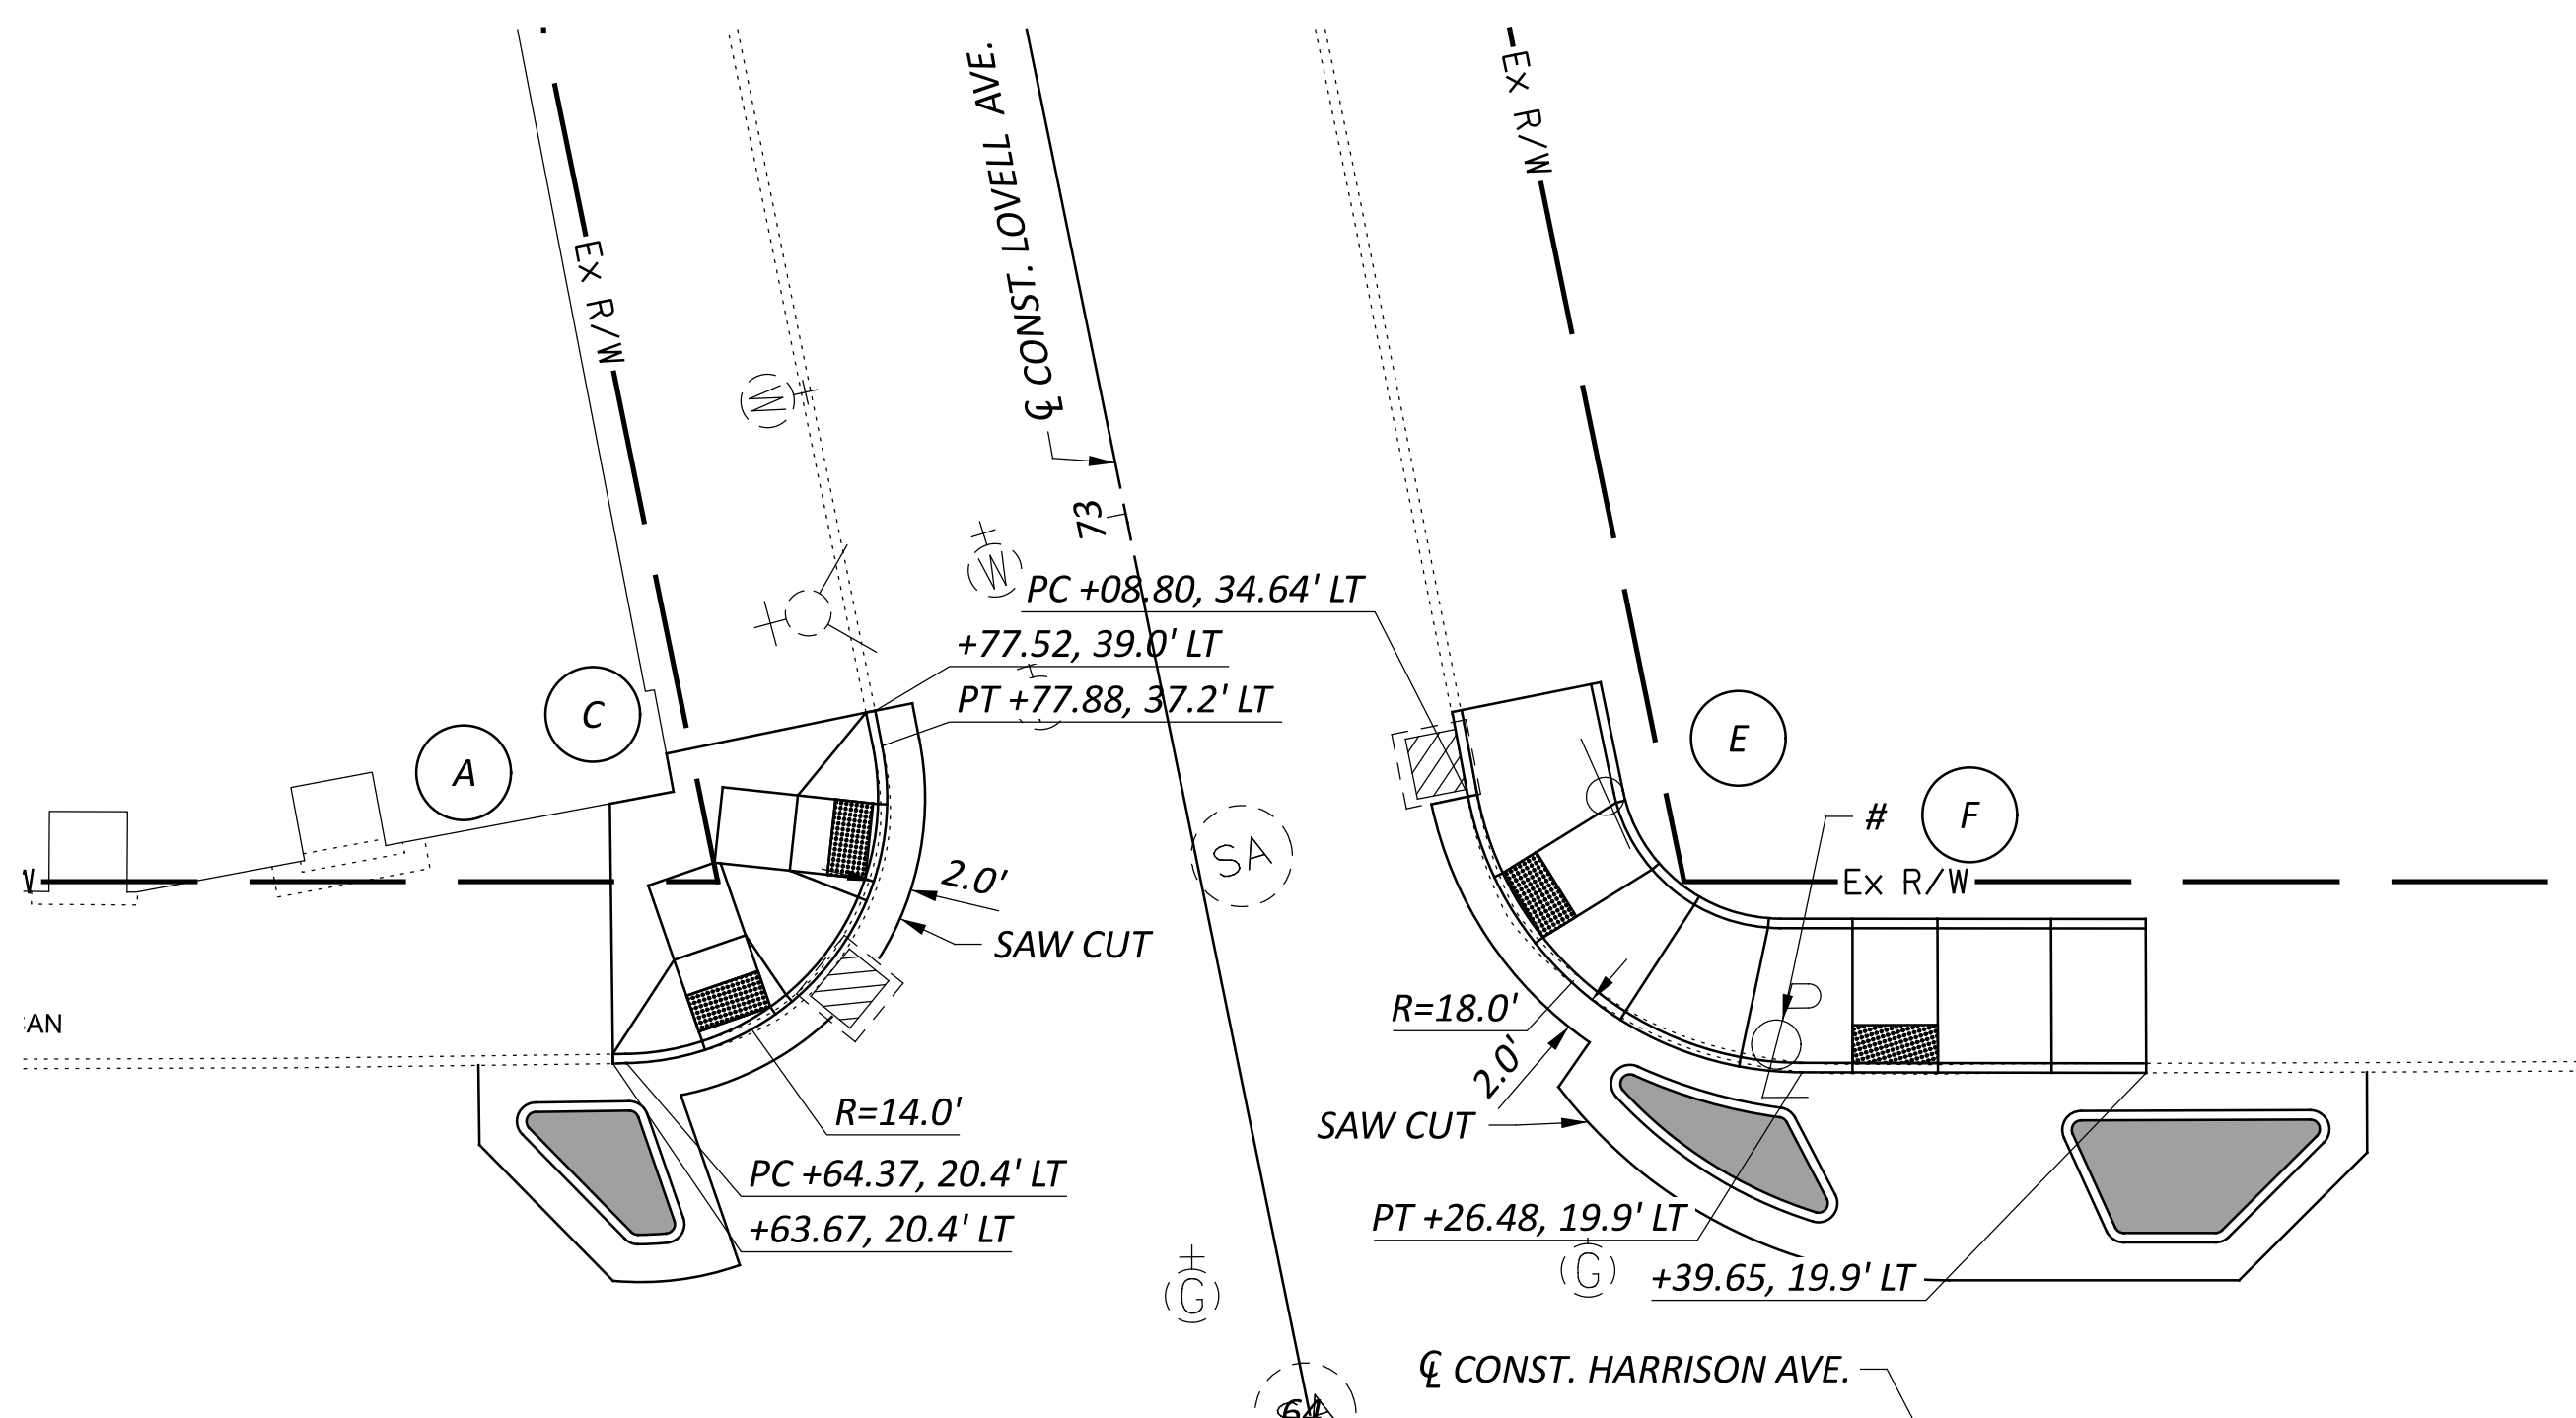 Ex R/W
CONST. LOVELL AVE.
Ex R/W
W
73
W
PC +08.80, 34.64' LT
+77.52, 39.0' LT
PT +77.88, 37.2' LT
C
A
E
F
#
SA
Ex R/W
2.0'
SAW CUT
AN
R=18.0'
2.0'
R=14.0'
SAW CUT
PC +64.37, 20.4' LT
PT +26.48, 19.9' LT
+63.67, 20.4' LT
G
G
+39.65, 19.9' LT
℄ CONST. HARRISON AVE.
64